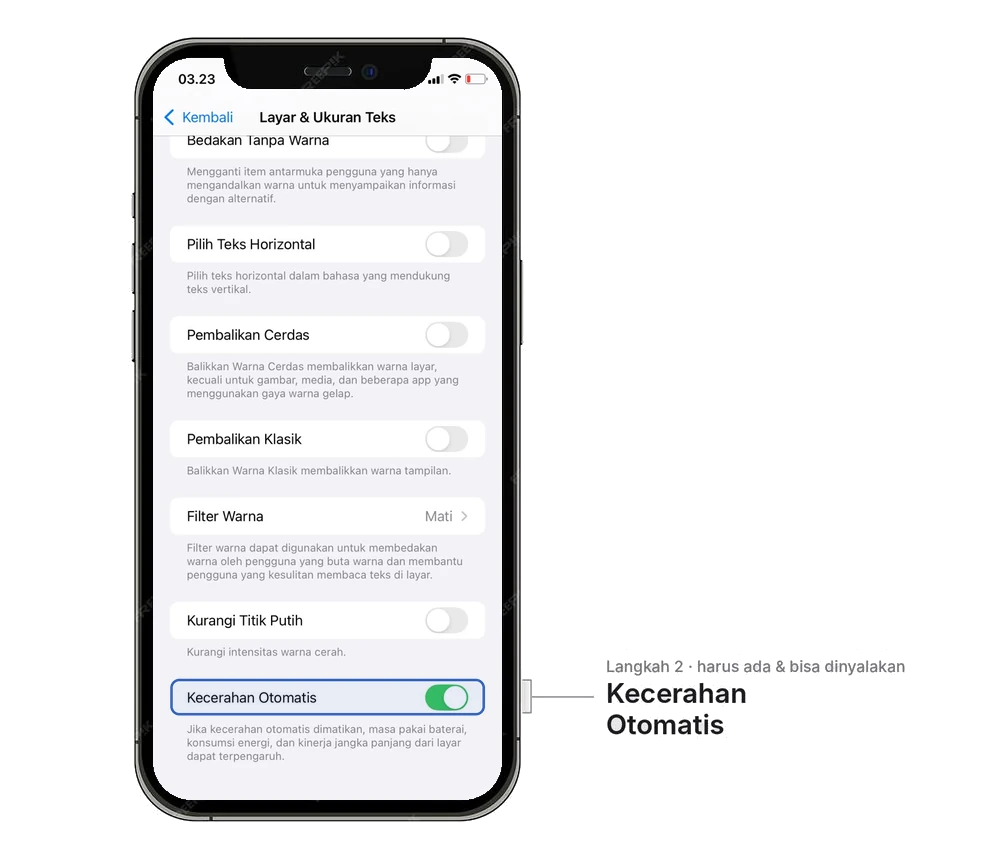 03.23
Kembali
Layar & Ukuran Teks
Bedakan Tanpa Warna
Mengganti item antarmuka pengguna yang hanya
mengandalkan warna untuk menyampaikan informasi
dengan alternatif.
Pilih Teks Horizontal
Pilih teks horizontal dalam bahasa yang mendukung
teks vertikal.
Pembalikan Cerdas
Balikkan Warna Cerdas membalikkan warna layar,
kecuali untuk gambar, media, dan beberapa app yang
menggunakan gaya warna gelap.
Pembalikan Klasik
Balikkan Warna Klasik membalikkan warna tampilan.
Filter Warna
Mati
Filter warna dapat digunakan untuk membedakan
warna oleh pengguna yang buta warna dan membantu
pengguna yang kesulitan membaca teks di layar.
Kurangi Titik Putih
Kurangi intensitas warna cerah.
Kecerahan Otomatis
Jika kecerahan otomatis dimatikan, masa pakai baterai,
konsumsi energi, dan kinerja jangka panjang dari layar
dapat terpengaruh.
Langkah 2 · harus ada & bisa dinyalakan
Kecerahan
Otomatis